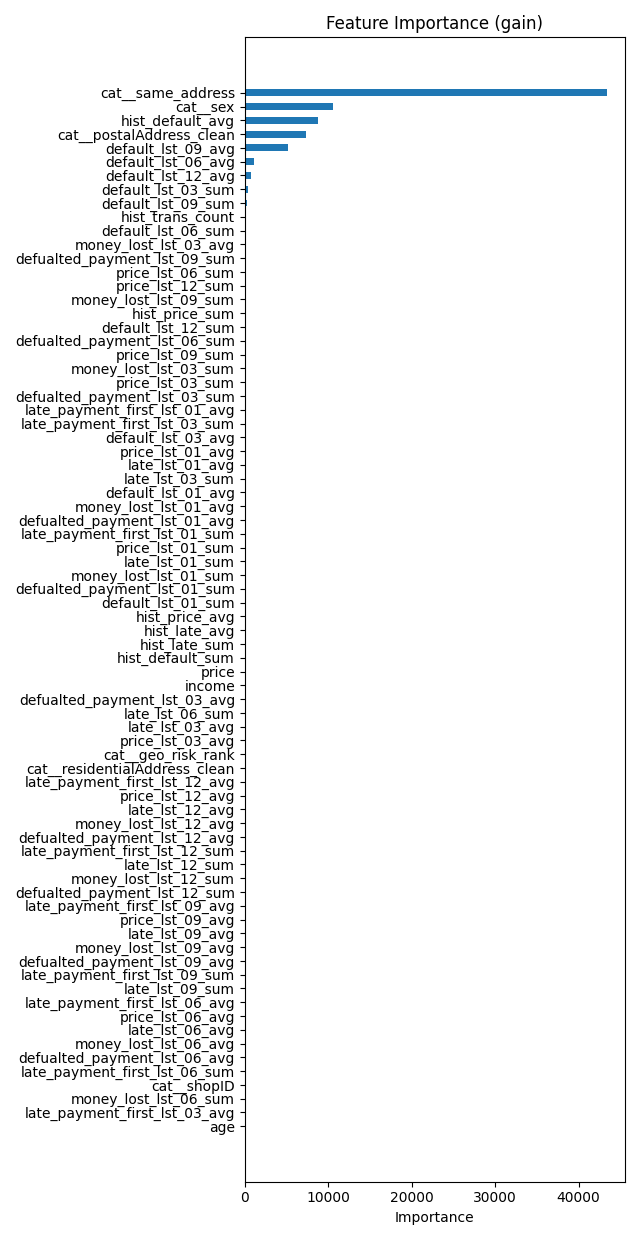 Feature Importance (gain)
cat__same_address
cat__sex
hist_default_avg
cat__postalAddress_clean
default_lst_09_avg
default_lst_06_avg
default_lst_12_avg
default_lst_03_sum
default_lst_09_sum
hist_trans_count
default_lst_06_sum
money_lost_lst_03_avg
defualted_payment_lst_09_sum
price_lst_06_sum
price_lst_12_sum
money_lost_lst_09_sum
hist_price_sum
default_lst_12_sum
defualted_payment_lst_06_sum
price_lst_09_sum
money_lost_lst_03_sum
price_lst_03_sum
defualted_payment_lst_03_sum
late_payment_first_lst_01_avg
late_payment_first_lst_03_sum
default_lst_03_avg
price_lst_01_avg
late_lst_01_avg
late_lst_03_sum
default_lst_01_avg
money_lost_lst_01_avg
defualted_payment_lst_01_avg
late_payment_first_lst_01_sum
price_lst_01_sum
late_lst_01_sum
money_lost_lst_01_sum
defualted_payment_lst_01_sum
default_lst_01_sum
hist_price_avg
hist_late_avg
hist_late_sum
hist_default_sum
price
income
defualted_payment_lst_03_avg
late_lst_06_sum
late_lst_03_avg
price_lst_03_avg
cat__geo_risk_rank
cat__residentialAddress_clean
late_payment_first_lst_12_avg
price_lst_12_avg
late_lst_12_avg
money_lost_lst_12_avg
defualted_payment_lst_12_avg
late_payment_first_lst_12_sum
late_lst_12_sum
money_lost_lst_12_sum
defualted_payment_lst_12_sum
late_payment_first_lst_09_avg
price_lst_09_avg
late_lst_09_avg
money_lost_lst_09_avg
defualted_payment_lst_09_avg
late_payment_first_lst_09_sum
late_lst_09_sum
late_payment_first_lst_06_avg
price_lst_06_avg
late_lst_06_avg
money_lost_lst_06_avg
defualted_payment_lst_06_avg
late_payment_first_lst_06_sum
cat__shopID
money_lost_lst_06_sum
late_payment_first_lst_03_avg
age
0 10000 20000 30000 40000
Importance